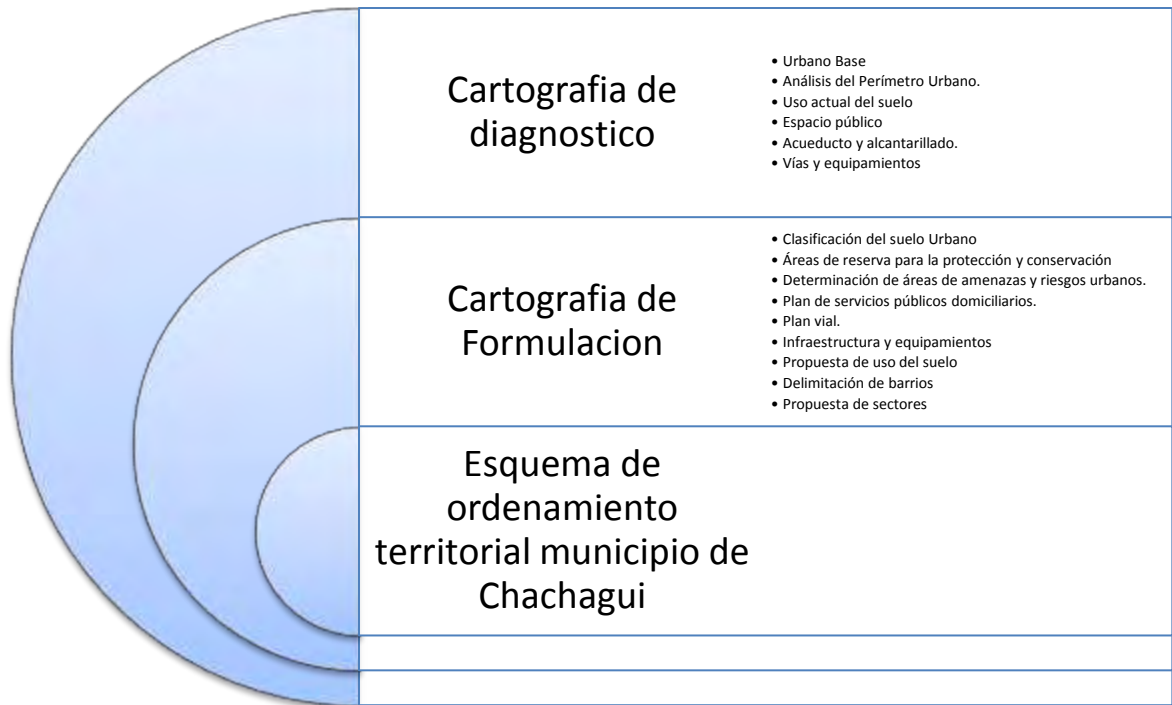 Cartografia de
diagnostico
• Urbano Base
• Análisis del Perímetro Urbano.
• Uso actual del suelo
• Espacio público
• Acueducto y alcantarillado.
• Vías y equipamientos
Cartografia de
Formulacion
• Clasificación del suelo Urbano
• Áreas de reserva para la protección y conservación
• Determinación de áreas de amenazas y riesgos urbanos.
• Plan de servicios públicos domiciliarios.
• Plan vial.
• Infraestructura y equipamientos
• Propuesta de uso del suelo
• Delimitación de barrios
• Propuesta de sectores
Esquema de
ordenamiento
territorial municipio de
Chachagui